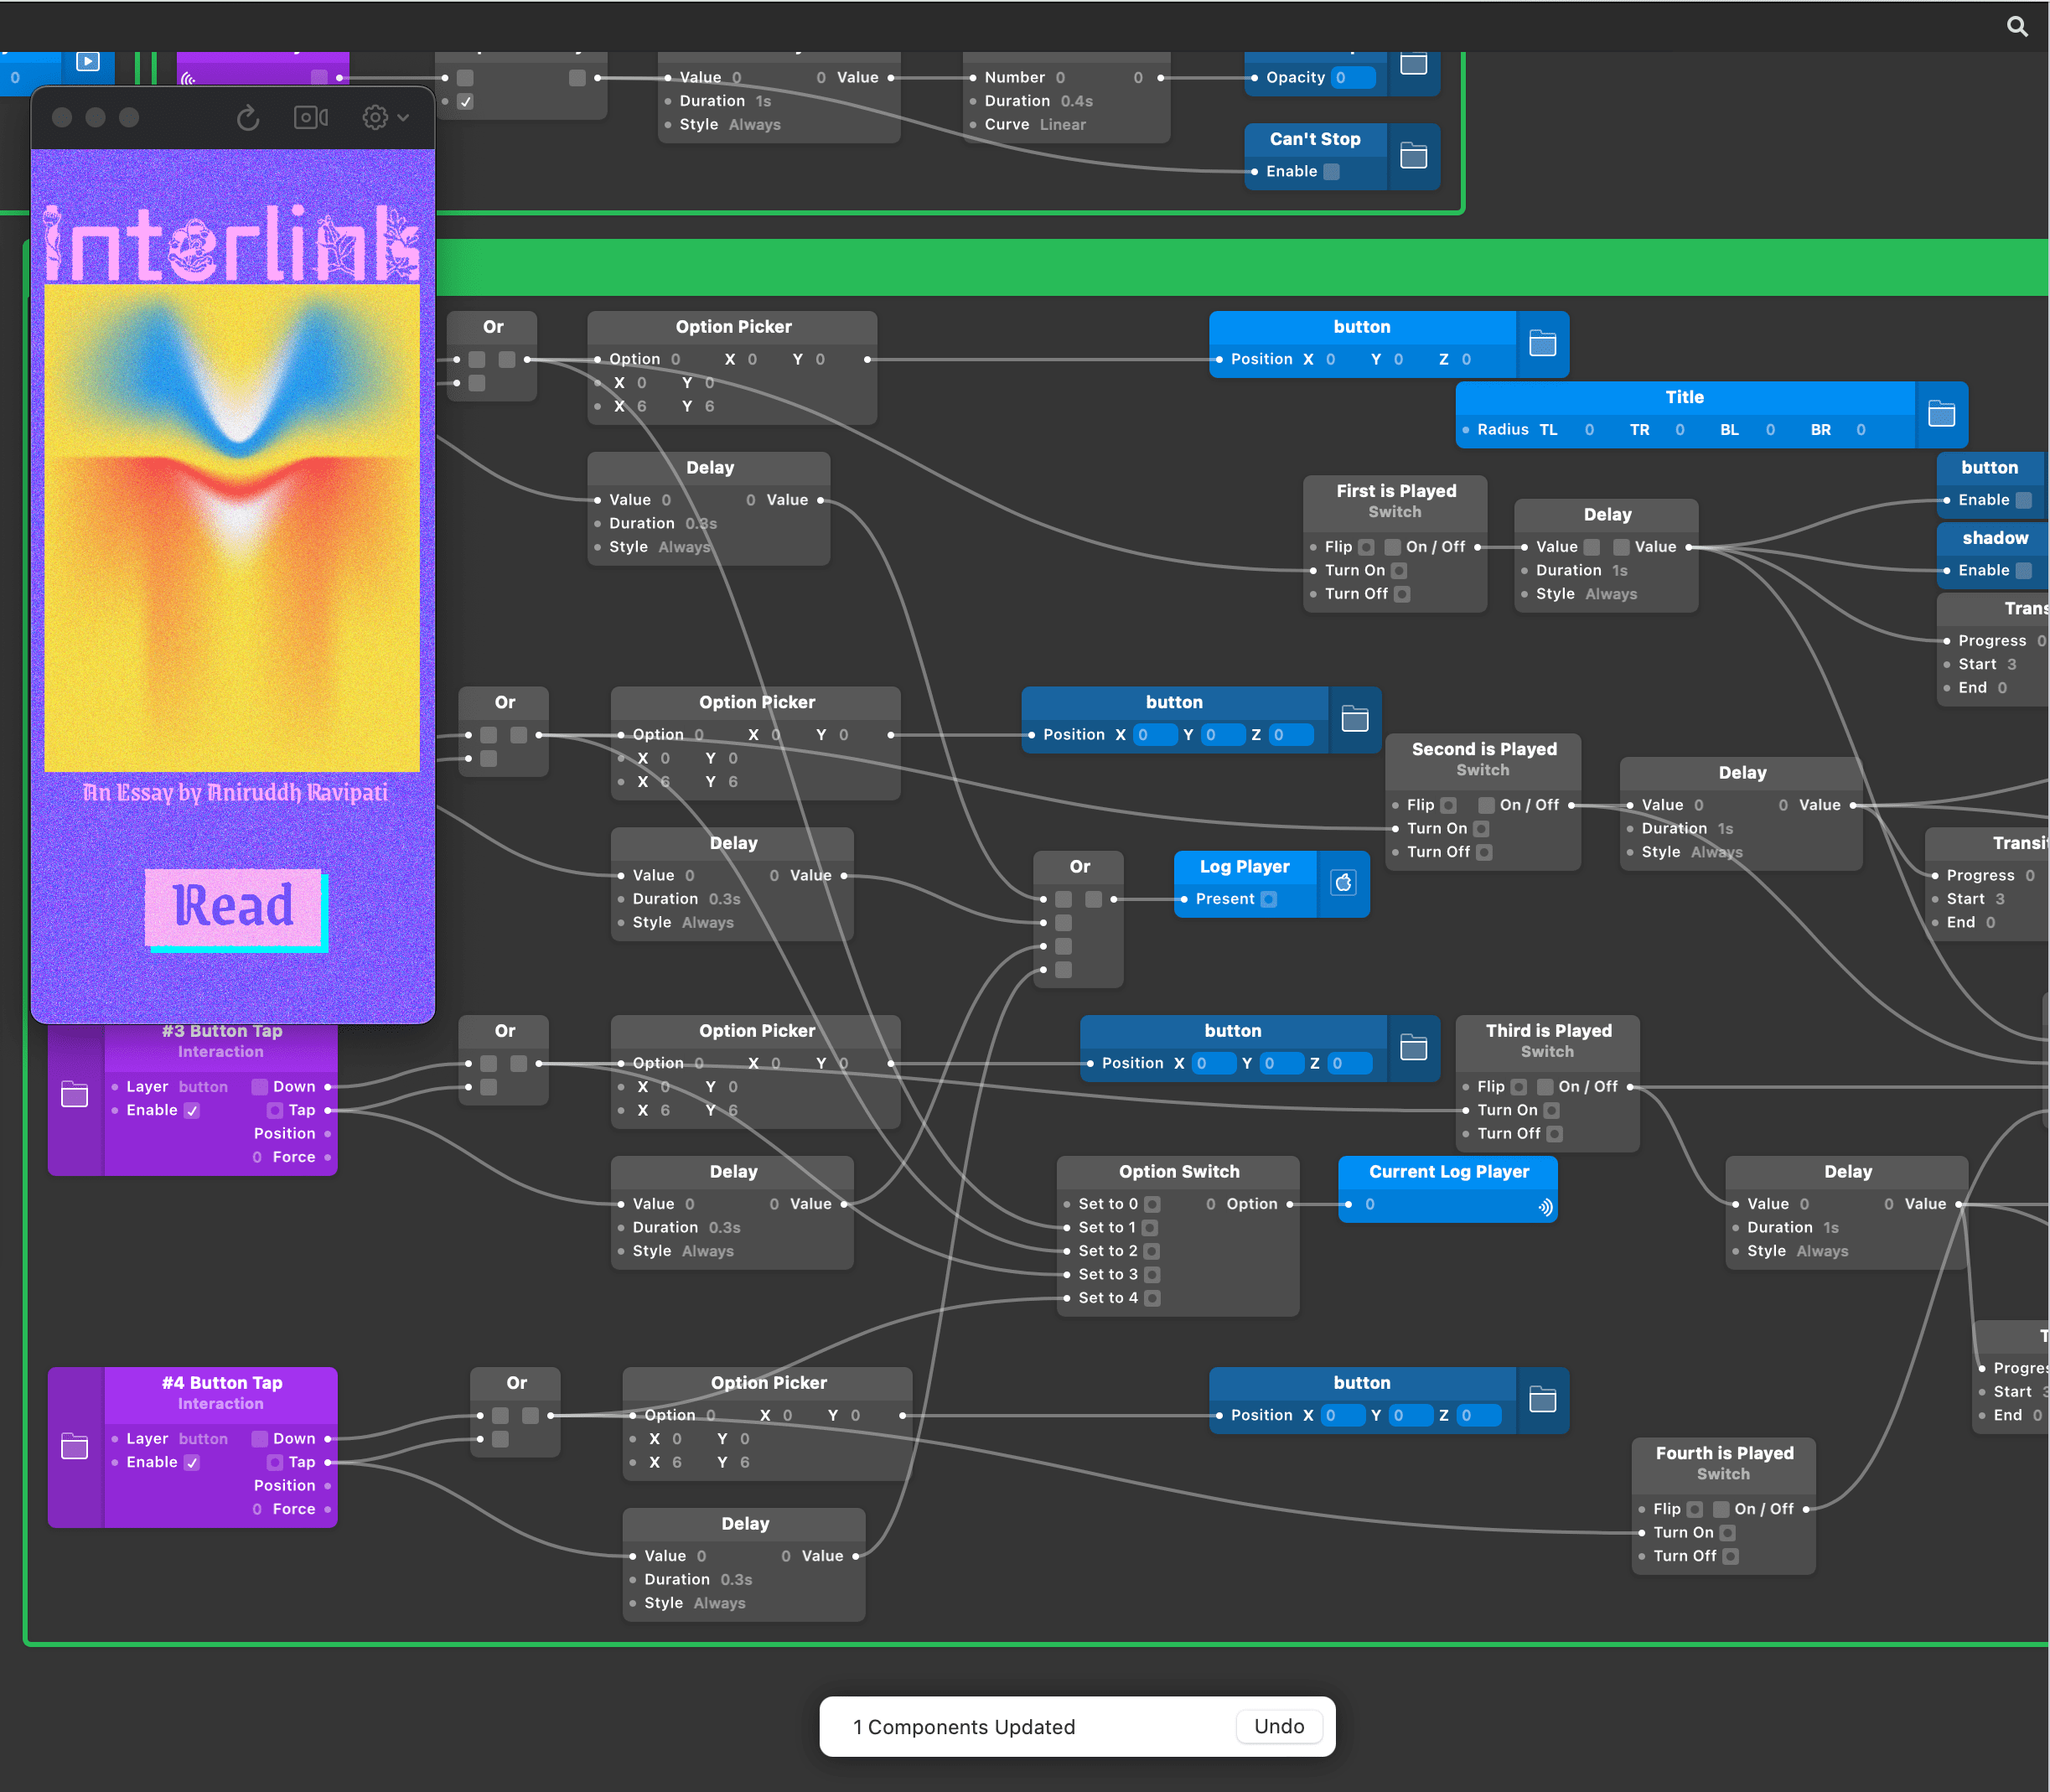 0
Value 0 0 Value
Duration 1s
Style Always
Number 0 0
Duration 0.4s
Curve Linear
Opacity 0
Can't Stop
Enable
interlink
An Essay by Aniruddh Ravipati
Read
Or
Option Picker
Option 0 X 0 Y 0
X 0 Y 0
X 6 Y 6
button
Position X 0 Y 0 Z 0
Title
Radius TL 0 TR 0 BL 0 BR 0
Delay
Value 0 0 Value
Duration 0.3s
Style Always
First is Played
Switch
Flip On / Off
Turn On
Turn Off
Delay
Value Value
Duration 1s
Style Always
button
Enable
shadow
Enable
Progress 0
Start 3
End 0
Or
Option Picker
Option 0 X 0 Y 0
X 0 Y 0
X 6 Y 6
button
Position X 0 Y 0 Z 0
Second is Played
Switch
Flip On / Off
Turn On
Turn Off
Delay
Value 0 0 Value
Duration 1s
Style Always
Progress 0
Start 3
End 0
Delay
Value 0 0 Value
Duration 0.3s
Style Always
Or
Log Player
Present
#3 Button Tap
Interaction
Layer button Down
Enable Tap
Position
0 Force
Or
Option Picker
Option 0 X 0 Y 0
X 0 Y 0
X 6 Y 6
button
Position X 0 Y 0 Z 0
Third is Played
Switch
Flip On / Off
Turn On
Turn Off
Delay
Value 0 0 Value
Duration 0.3s
Style Always
Option Switch
Set to 0 0 Option
Set to 1
Set to 2
Set to 3
Set to 4
Current Log Player
0
Delay
Value 0 0 Value
Duration 1s
Style Always
Start
End 0
#4 Button Tap
Interaction
Layer button Down
Enable Tap
Position
0 Force
Or
Option Picker
Option 0 X 0 Y 0
X 0 Y 0
X 6 Y 6
button
Position X 0 Y 0 Z 0
Fourth is Played
Switch
Flip On / Off
Turn On
Turn Off
Delay
Value 0 0 Value
Duration 0.3s
Style Always
1 Components Updated
Undo